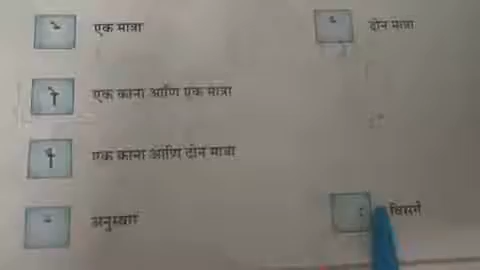 एक मात्रा
दोन मात्रा
एक काना आणि एक मात्रा
एक काना आणि दोन मात्रा
अनुस्वार
विसर्ग